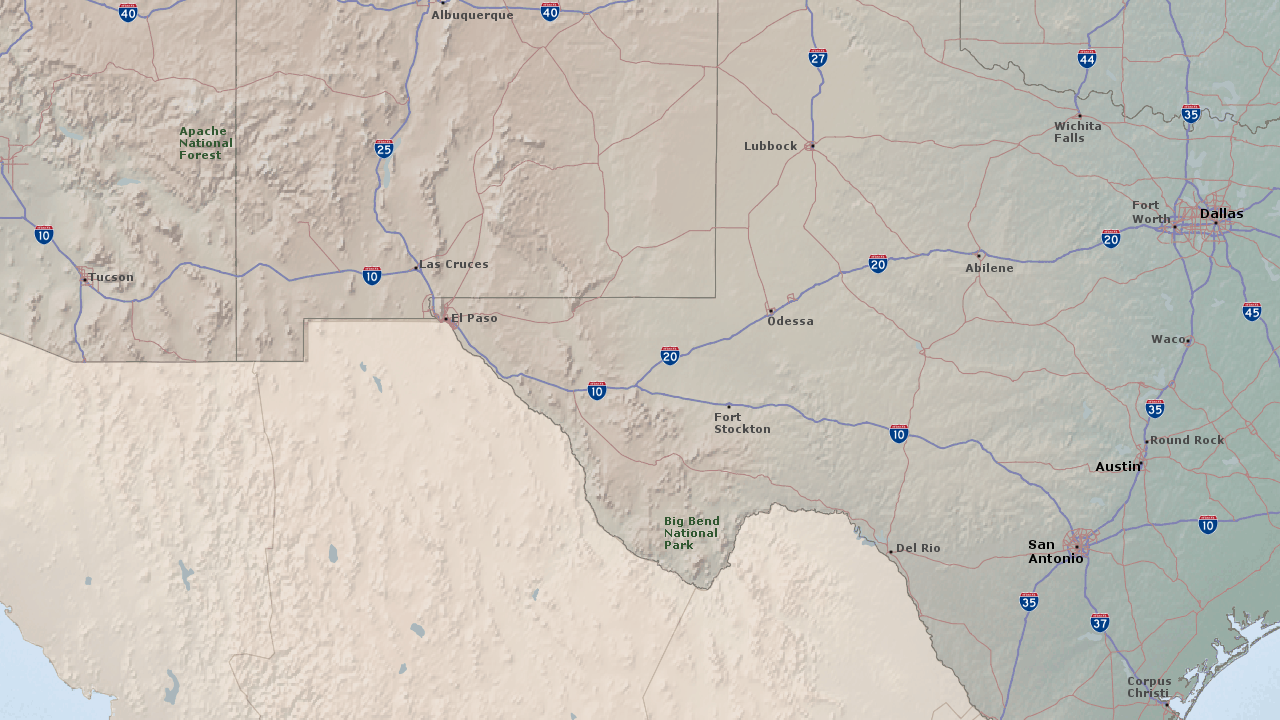 40
Albuquerque
40
27
44
35
Apache
National
Forest
Wichita
Falls
25
Lubbock
Fort
Worth
Dallas
10
20
Las Cruces
10
20
Abilene
Tucson
El Paso
Odessa
45
Waco
20
10
35
Fort
Stockton
10
Round Rock
Austin
Big Bend
National
Park
10
Del Rio
San
Antonio
35
37
Corpus
Christi